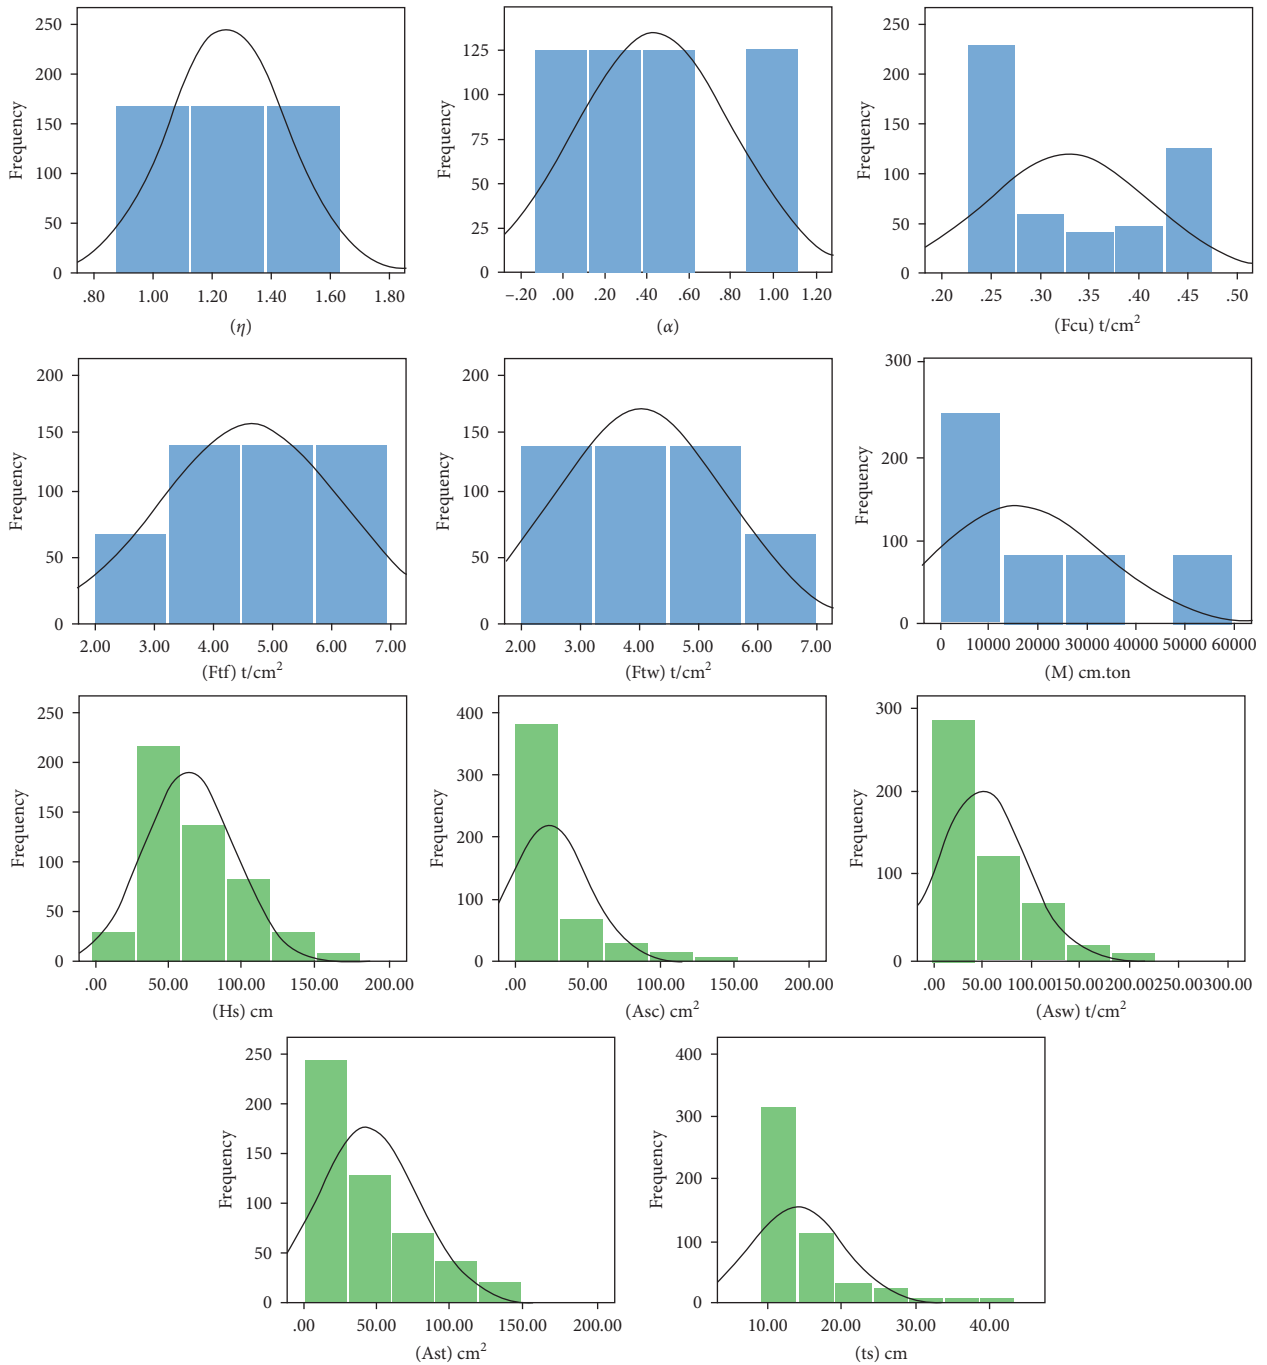 250
200
150
100
50
0
Frequency
.80 1.00 1.20 1.40 1.60 1.80
(η)
125
100
75
50
25
0
Frequency
–.20 .00 .20 .40 .60 .80 1.00 1.20
(α)
250
200
150
100
50
0
Frequency
.20 .25 .30 .35 .40 .45 .50
(Fcu) t/cm²
200
150
100
50
0
Frequency
2.00 3.00 4.00 5.00 6.00 7.00
(Ftf) t/cm²
200
150
100
50
0
Frequency
2.00 3.00 4.00 5.00 6.00 7.00
(Ftw) t/cm²
300
200
100
0
Frequency
0 10000 20000 30000 40000 50000 60000
(M) cm.ton
250
200
150
100
50
0
Frequency
.00 50.00 100.00 150.00 200.00
(Hs) cm
400
300
200
100
0
Frequency
.00 50.00 100.00 150.00 200.00
(Asc) cm²
300
200
100
0
Frequency
.00 50.00 100.00 150.00 200.00 250.00 300.00
(Asw) t/cm²
250
200
150
100
50
0
Frequency
.00 50.00 100.00 150.00 200.00
(Ast) cm²
400
300
200
100
0
Frequency
10.00 20.00 30.00 40.00
(ts) cm